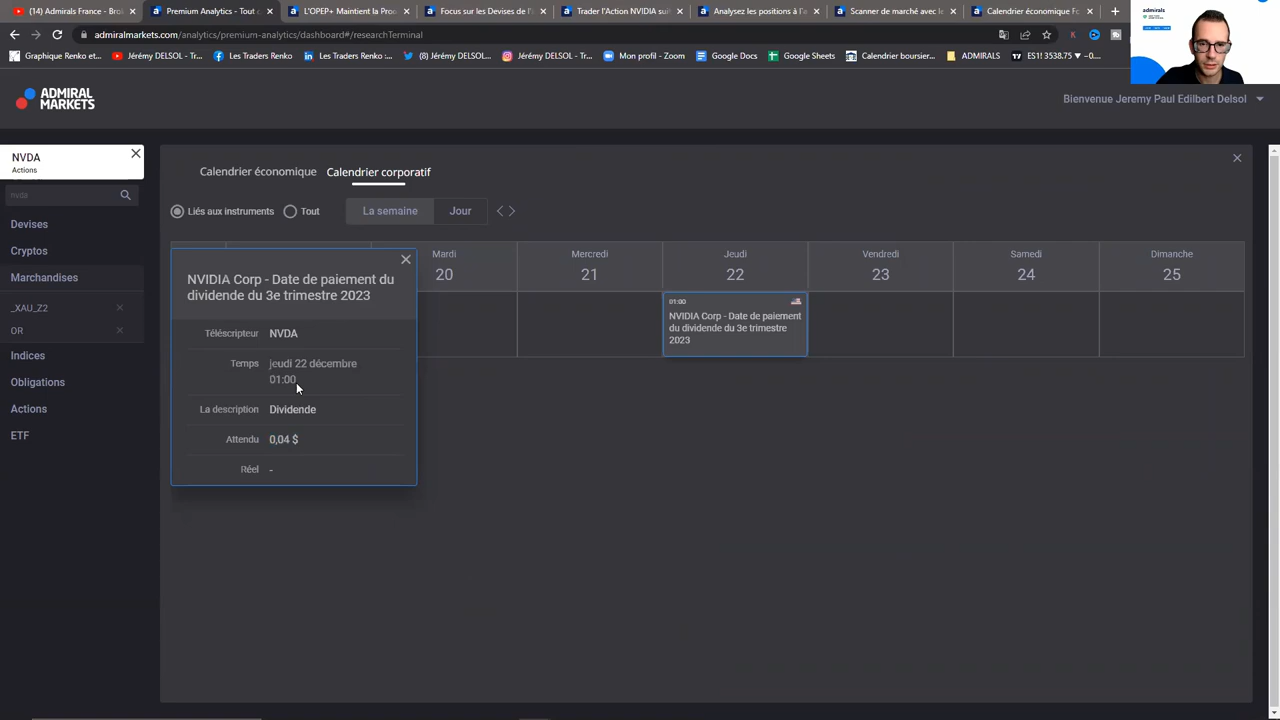 (14) Admirals France - Brok
Premium Analytics - Tout c
L'OPEP+ Maintient la Prod
Focus sur les Devises de l'
Trader l'Action NVIDIA sui
Analysez les positions à l'a
Scanner de marché avec le
Calendrier économique Fo
admiralmarkets.com/analytics/premium-analytics/dashboard#/researchTerminal
Graphique Renko et...
Jérémy DELSOL - Tr...
Les Traders Renko
Les Traders Renko :...
(8) Jérémy DELSOL...
Jérémy DELSOL - Tr...
Mon profil - Zoom
Google Docs
Google Sheets
Calendrier boursier...
ADMIRALS
ES1! 3538.75 ▼ −0....
admirals
ADMIRAL
MARKETS
Bienvenue Jeremy Paul Edilbert Delsol
NVDA
Actions
nvda
Devises
Cryptos
Marchandises
_XAU_Z2
OR
Indices
Obligations
Actions
ETF
Calendrier économique
Calendrier corporatif
Liés aux instruments
Tout
La semaine
Jour
Mardi
20
Mercredi
21
Jeudi
22
Vendredi
23
Samedi
24
Dimanche
25
01:00
NVIDIA Corp - Date de paiement
du dividende du 3e trimestre
2023
NVIDIA Corp - Date de paiement du
dividende du 3e trimestre 2023
Téléscripteur NVDA
Temps jeudi 22 décembre
01:00
La description Dividende
Attendu 0,04 $
Réel -